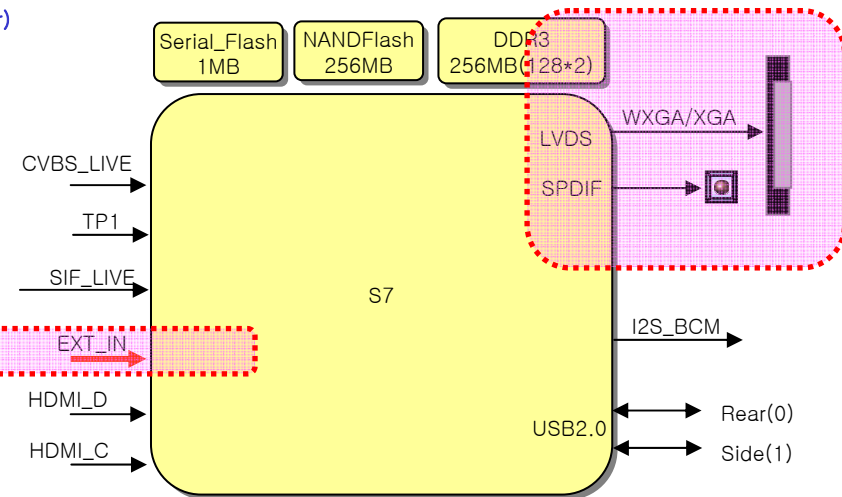 r)
Serial_Flash
1MB
NANDFlash
256MB
DDR3
256MB(128*2)
WXGA/XGA
LVDS
CVBS_LIVE
SPDIF
TP1
SIF_LIVE
S7
I2S_BCM
EXT_IN
HDMI_D
Rear(0)
USB2.0
HDMI_C
Side(1)